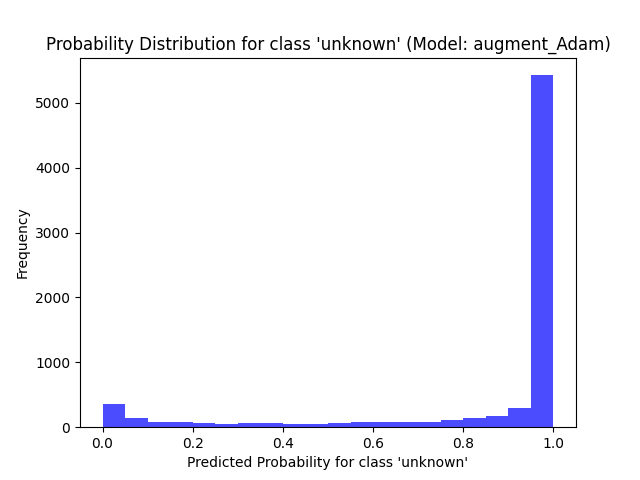 Probability Distribution for class 'unknown' (Model: augment_Adam)
5000
4000
3000
2000
1000
0
Frequency
0.0 0.2 0.4 0.6 0.8 1.0
Predicted Probability for class 'unknown'